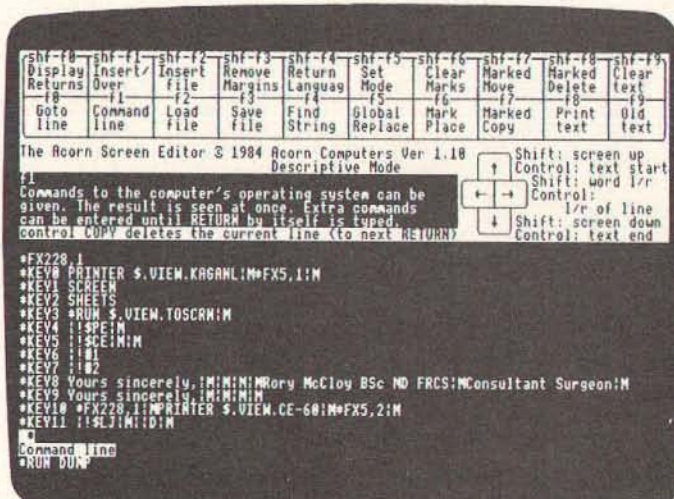 shf-f0 shf-f1 shf-f2 shf-f3 shf-f4 shf-f5 shf-f6 shf-f7 shf-f8 shf-f9
Display Insert/ Insert Remove Return Set Clear Marked Marked Clear
Returns Over file Margins Languag Mode Marks Move Delete text
f0 f1 f2 f3 f4 f5 f6 f7 f8 f9
Goto Command Load Save Find Global Mark Marked Print Old
line line file file String Replace Place Copy text text
The Acorn Screen Editor © 1984 Acorn Computers Ver 1.10 Shift: screen up
Descriptive Mode ↑ Control: text start
f1 Shift: word l/r
Commands to the computer's operating system can be ← → Control:
given. The result is seen at once. Extra commands l/r of line
can be entered until RETURN by itself is typed. ↓ Shift: screen down
control COPY deletes the current line (to next RETURN) Control: text end
*FX228,1
*KEY0 PRINTER $.VIEW.KAGANL|M*FX5,1|M
*KEY1 SCREEN
*KEY2 SHEETS
*KEY3 *RUN $.VIEW.TOSCRN|M
*KEY4 |!$PE|M
*KEY5 |!$CE|M|M
*KEY6 |!#1
*KEY7 |!#2
*KEY8 Yours sincerely,|M|M|M|MRory McCloy BSc MD FRCS|MConsultant Surgeon|M
*KEY9 Yours sincerely,|M|M|M|M
*KEY10 *FX228,1|MPRINTER $.VIEW.CE-60|M*FX5,2|M
*KEY11 |!$LJ|M||D|M
*
Command line
*RUN DUMP